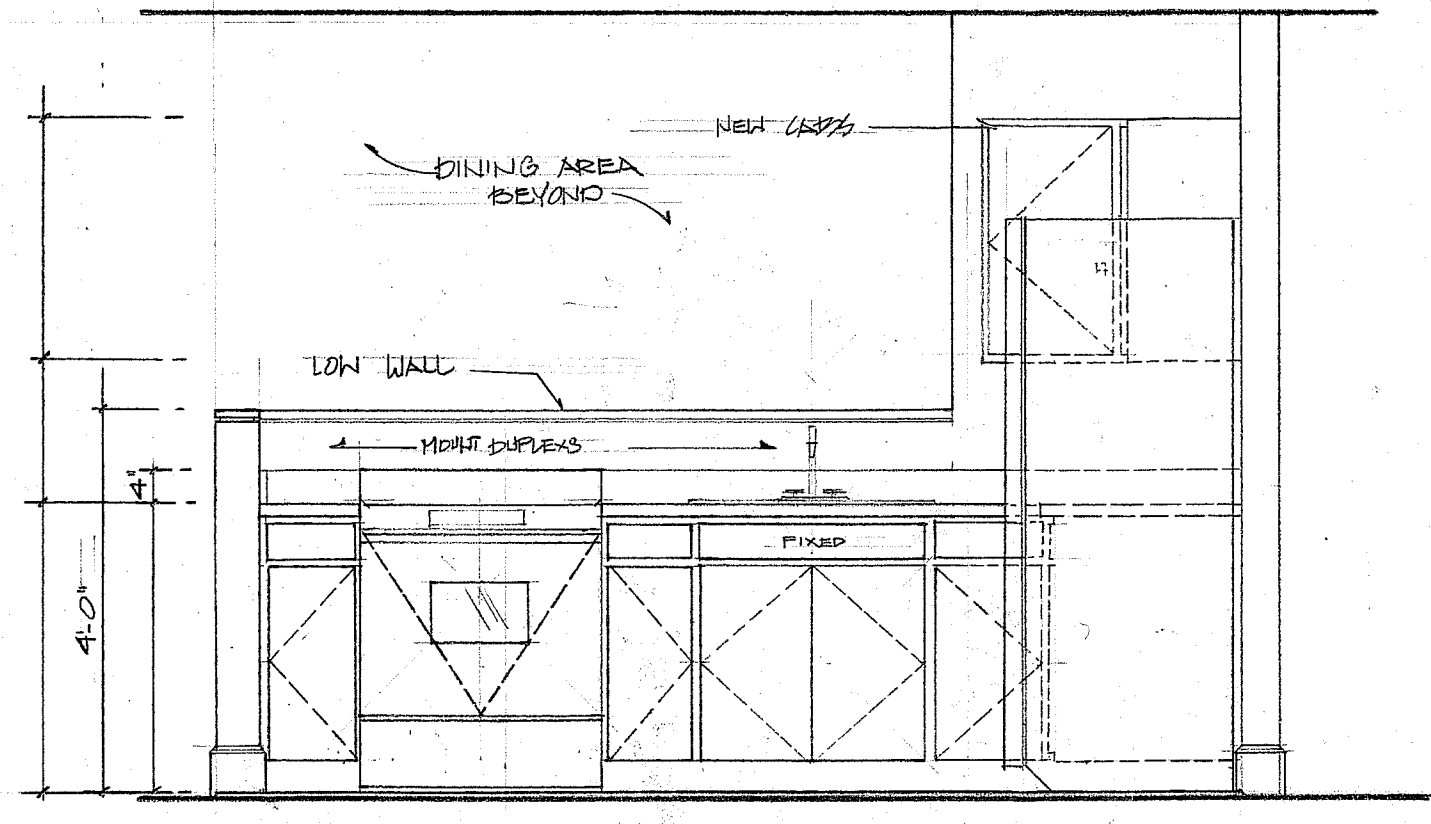 NEW CABS
DINING AREA
BEYOND
LOW WALL
MOUNT DUPLEXS
4"
FIXED
4'-0"